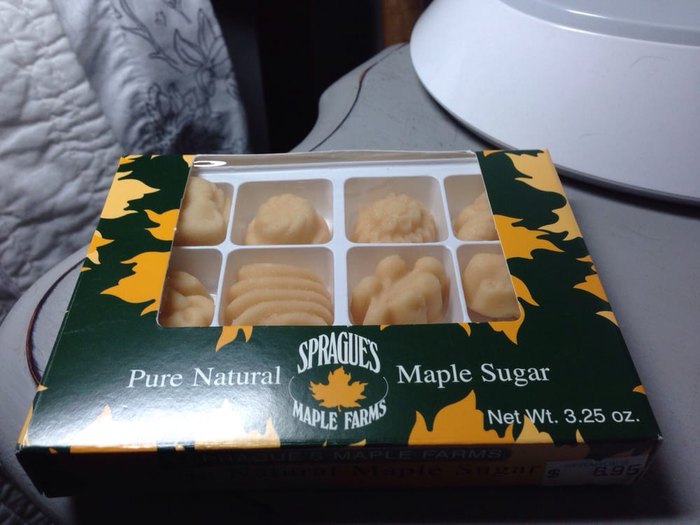 SPRAGUE'S
Pure Natural Maple Sugar
MAPLE FARMS
Net Wt. 3.25 oz.
SPRAGUE'S MAPLE FARMS
Natural Maple Sugar
$ 6.95